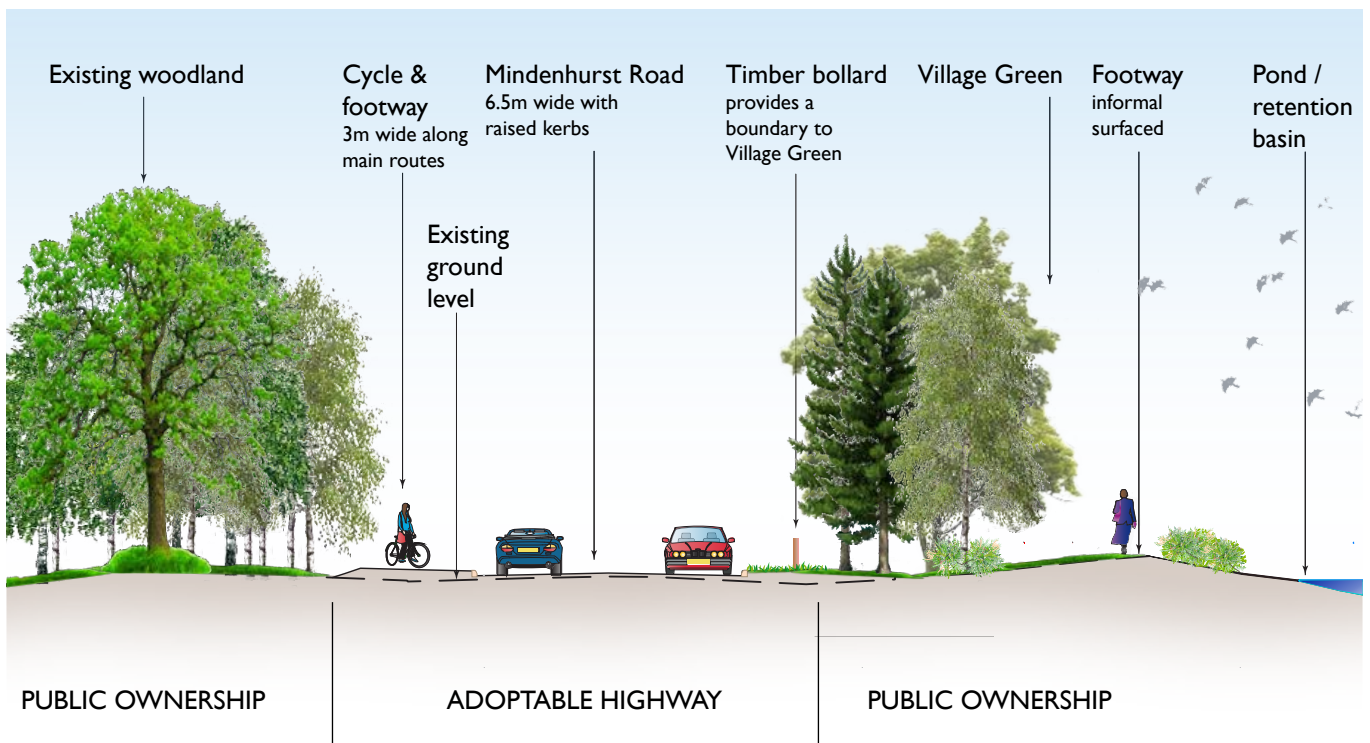 Existing woodland
Cycle &
footway
3m wide along
main routes
Mindenhurst Road
6.5m wide with
raised kerbs
Timber bollard
provides a
boundary to
Village Green
Village Green
Footway
informal
surfaced
Pond /
retention
basin
Existing
ground
level
PUBLIC OWNERSHIP
ADOPTABLE HIGHWAY
PUBLIC OWNERSHIP